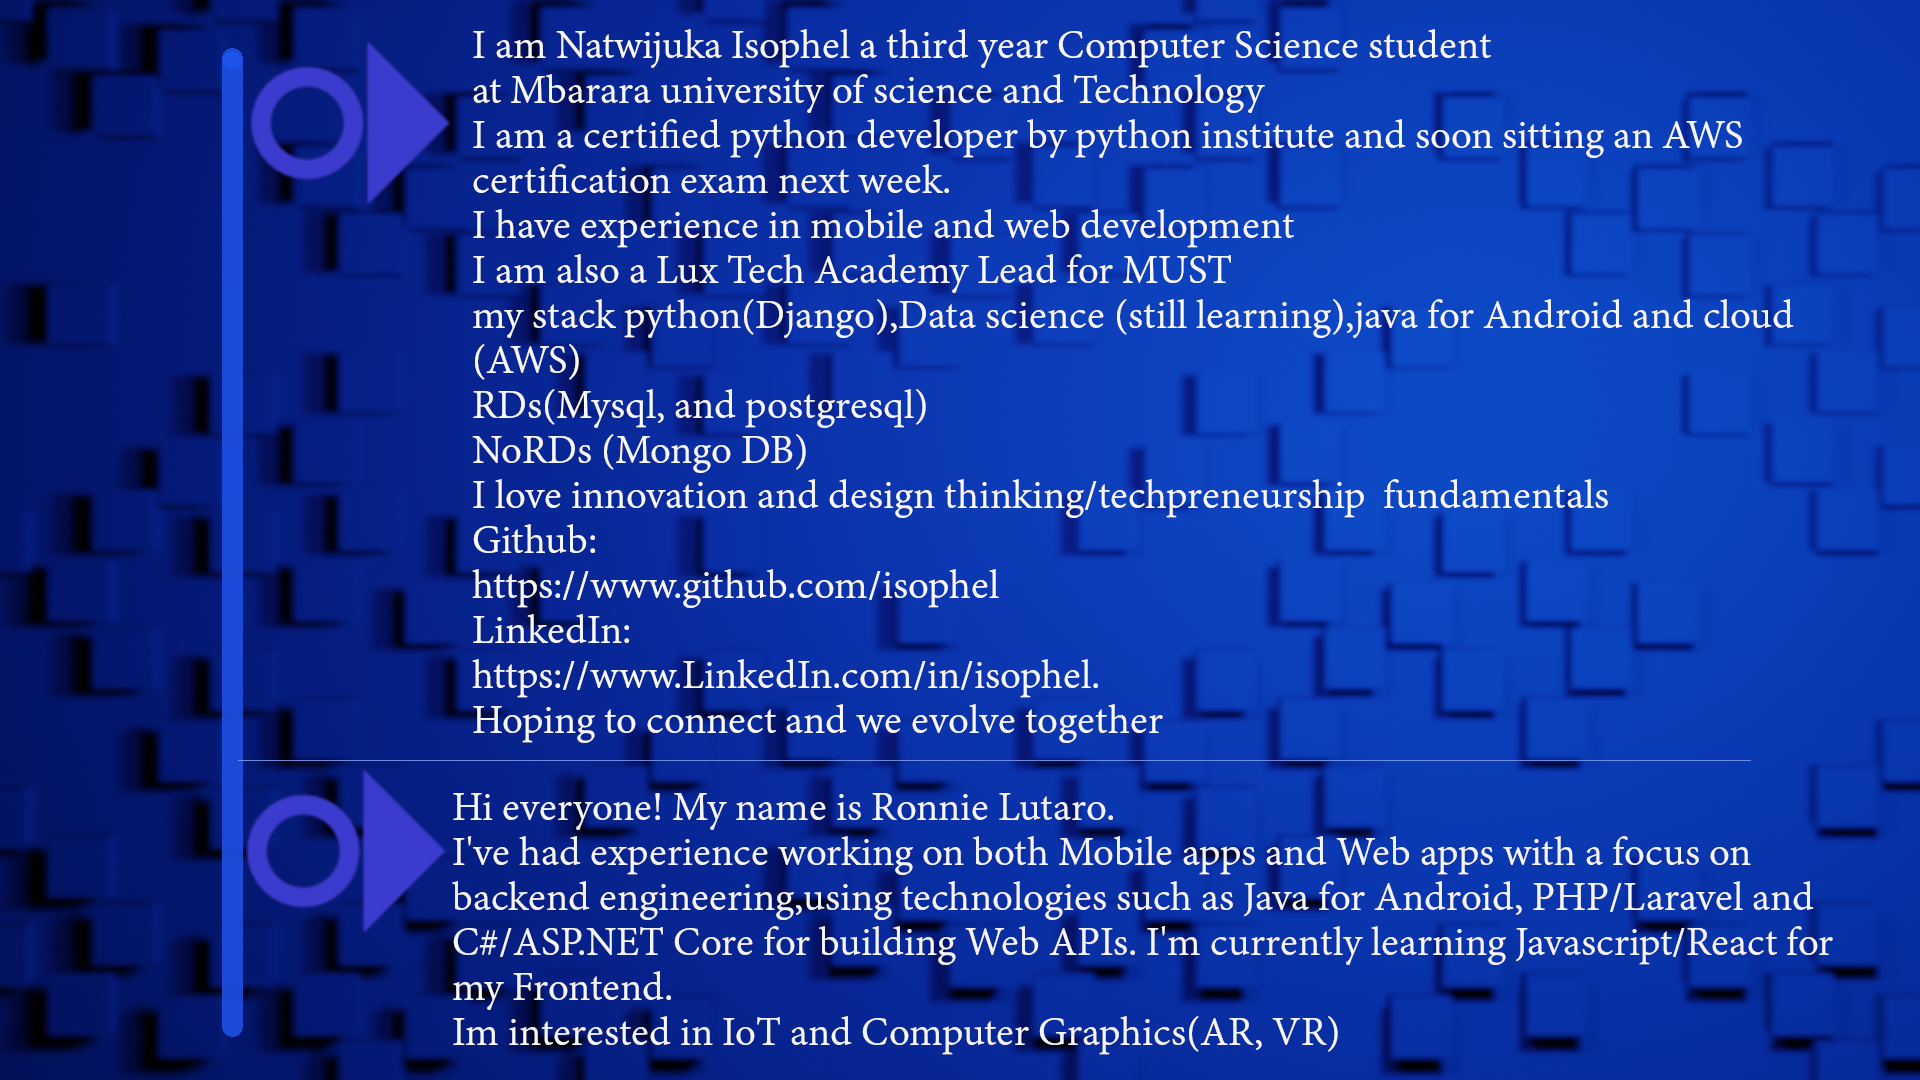 I am Natwijuka Isophel a third year Computer Science student
at Mbarara university of science and Technology
I am a certified python developer by python institute and soon sitting an AWS
certification exam next week.
I have experience in mobile and web development
I am also a Lux Tech Academy Lead for MUST
my stack python(Django),Data science (still learning),java for Android and cloud
(AWS)
RDs(Mysql, and postgresql)
NoRDs (Mongo DB)
I love innovation and design thinking/techpreneurship  fundamentals
Github:
https://www.github.com/isophel
LinkedIn:
https://www.LinkedIn.com/in/isophel.
Hoping to connect and we evolve together
Hi everyone! My name is Ronnie Lutaro.
I've had experience working on both Mobile apps and Web apps with a focus on
backend engineering,using technologies such as Java for Android, PHP/Laravel and
C#/ASP.NET Core for building Web APIs. I'm currently learning Javascript/React for
my Frontend.
Im interested in IoT and Computer Graphics(AR, VR)